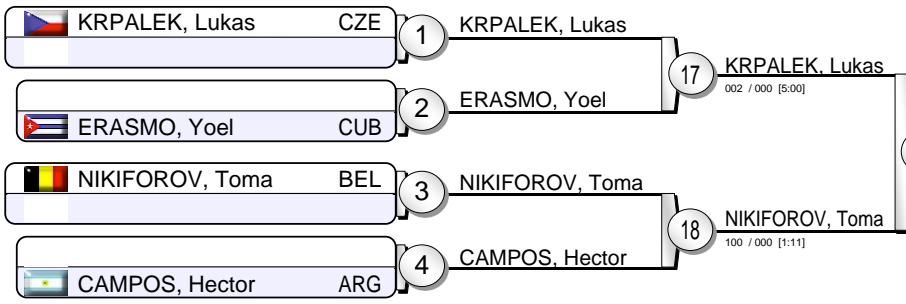 KRPALEK, Lukas CZE
1
KRPALEK, Lukas
17
KRPALEK, Lukas
002 / 000 [5:00]
2
ERASMO, Yoel
ERASMO, Yoel CUB
NIKIFOROV, Toma BEL
3
NIKIFOROV, Toma
18
NIKIFOROV, Toma
100 / 000 [1:11]
4
CAMPOS, Hector
CAMPOS, Hector ARG